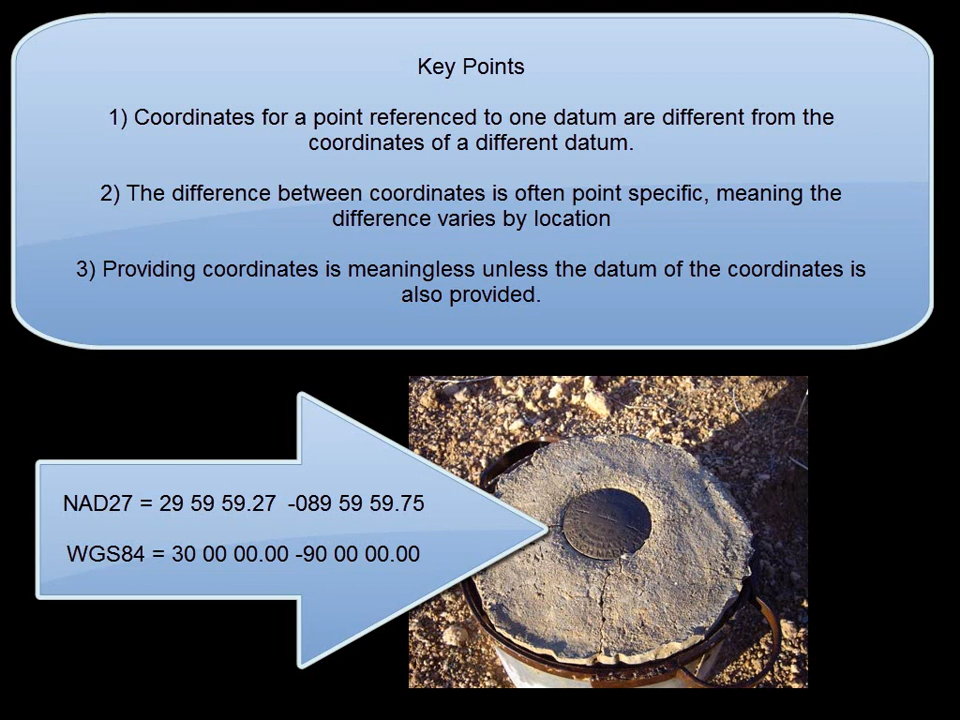 Key Points
1) Coordinates for a point referenced to one datum are different from the
coordinates of a different datum.
2) The difference between coordinates is often point specific, meaning the
difference varies by location
3) Providing coordinates is meaningless unless the datum of the coordinates is
also provided.
NAD27 = 29 59 59.27 -089 59 59.75
WGS84 = 30 00 00.00 -90 00 00.00